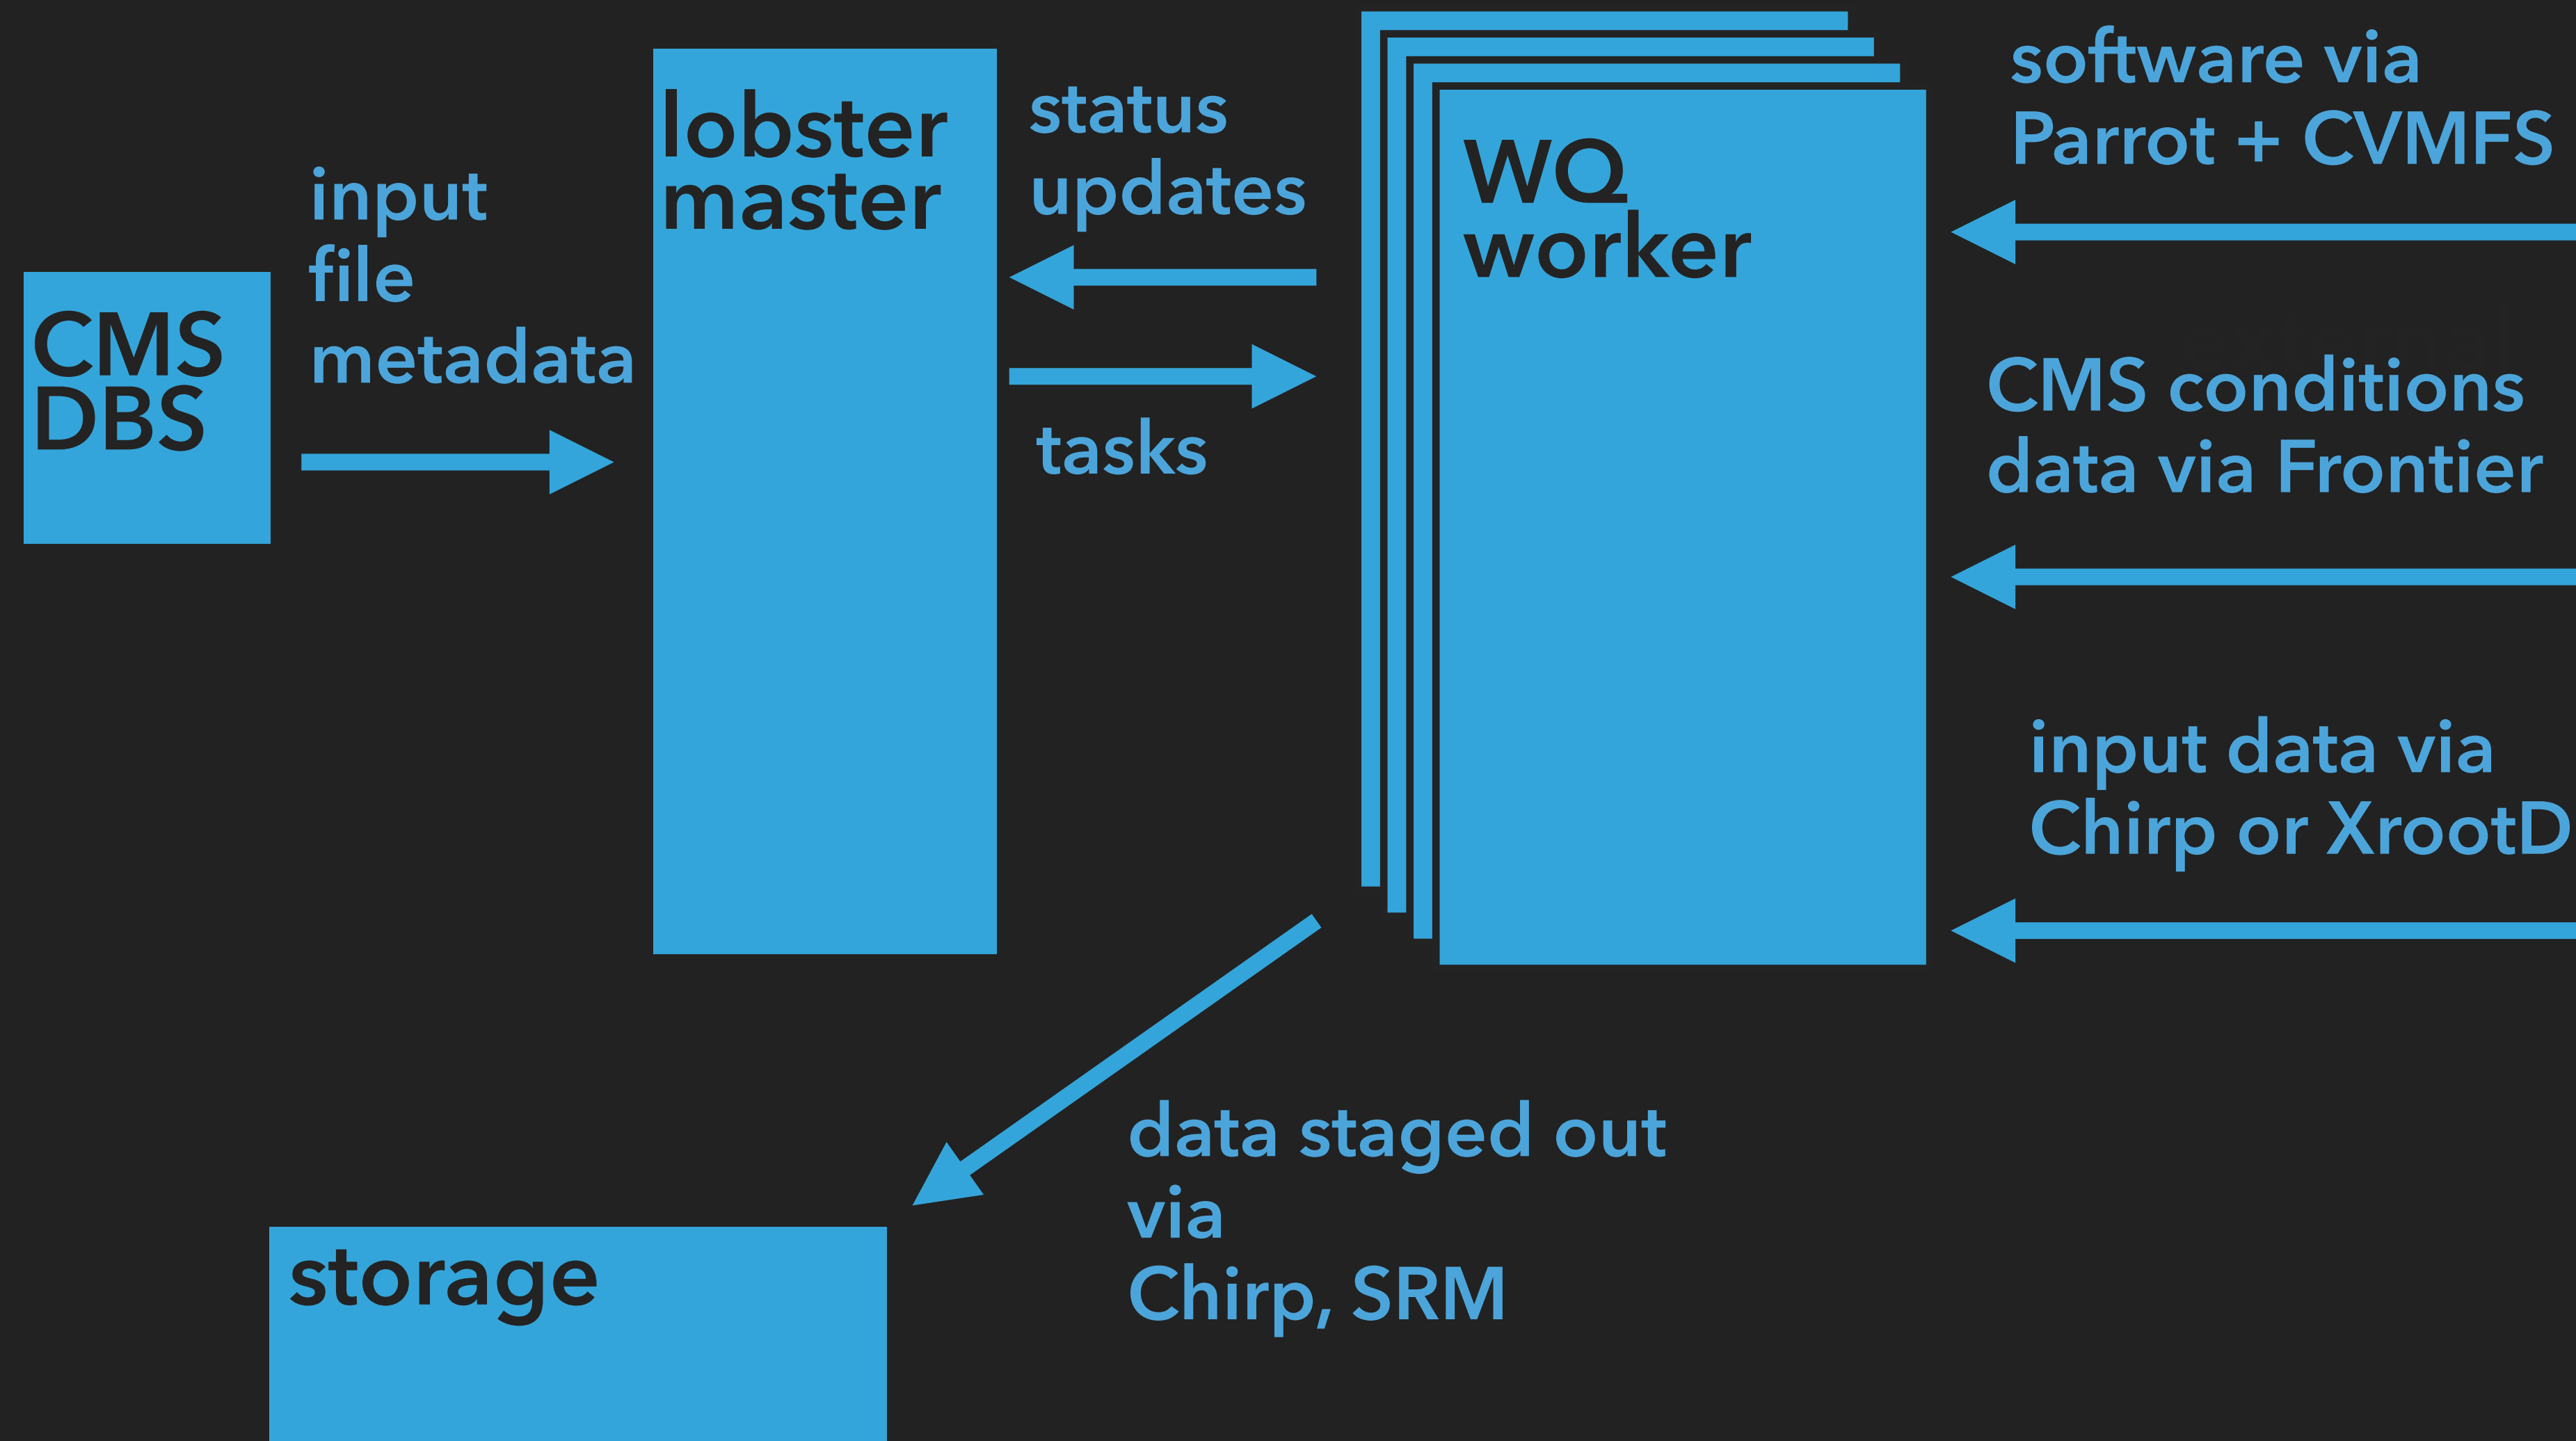 CMS
DBS
input
file
metadata
lobster
master
status
updates
tasks
WQ
worker
software via
Parrot + CVMFS
CMS conditions
data via Frontier
input data via
Chirp or XrootD
data staged out
via
Chirp, SRM
storage